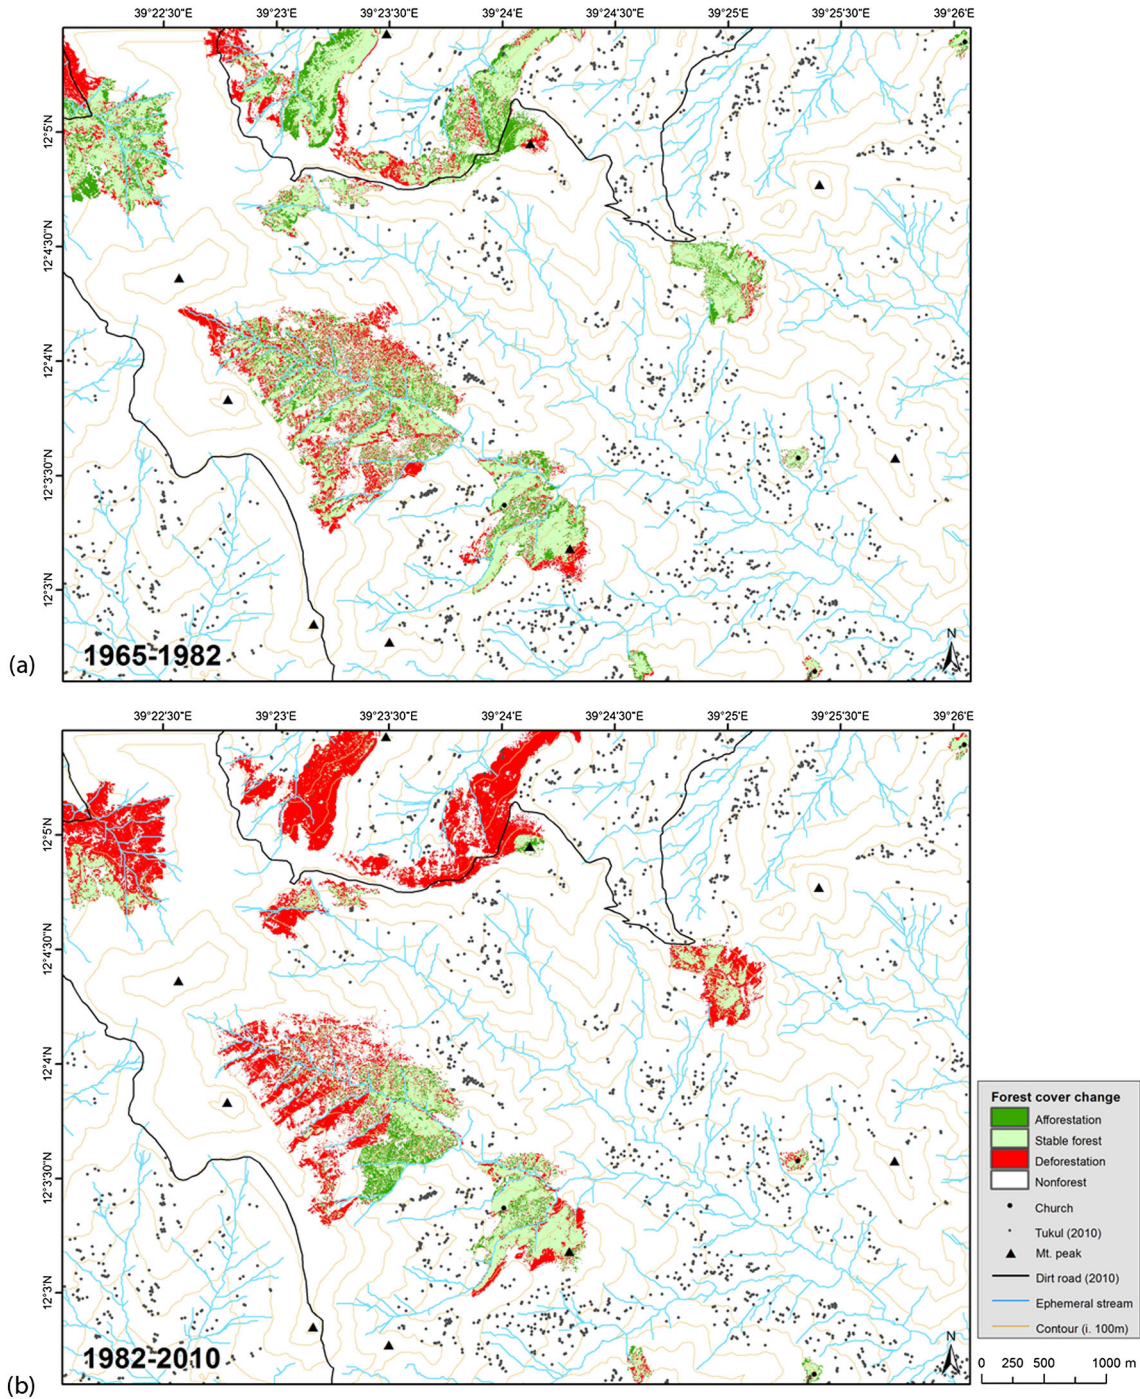 39°22'30"E 39°23'E 39°23'30"E 39°24'E 39°24'30"E 39°25'E 39°25'30"E 39°26'E
12°5'N
12°4'30"N
12°4'N
12°3'30"N
12°3'N
N
(a)
1965-1982
39°22'30"E 39°23'E 39°23'30"E 39°24'E 39°24'30"E 39°25'E 39°25'30"E 39°26'E
12°5'N
12°4'30"N
12°4'N
12°3'30"N
12°3'N
Forest cover change
Afforestation
Stable forest
Deforestation
Nonforest
Church
Tukul (2010)
Mt. peak
Dirt road (2010)
Ephemeral stream
Contour (i. 100m)
N
(b)
1982-2010
0 250 500 1000 m